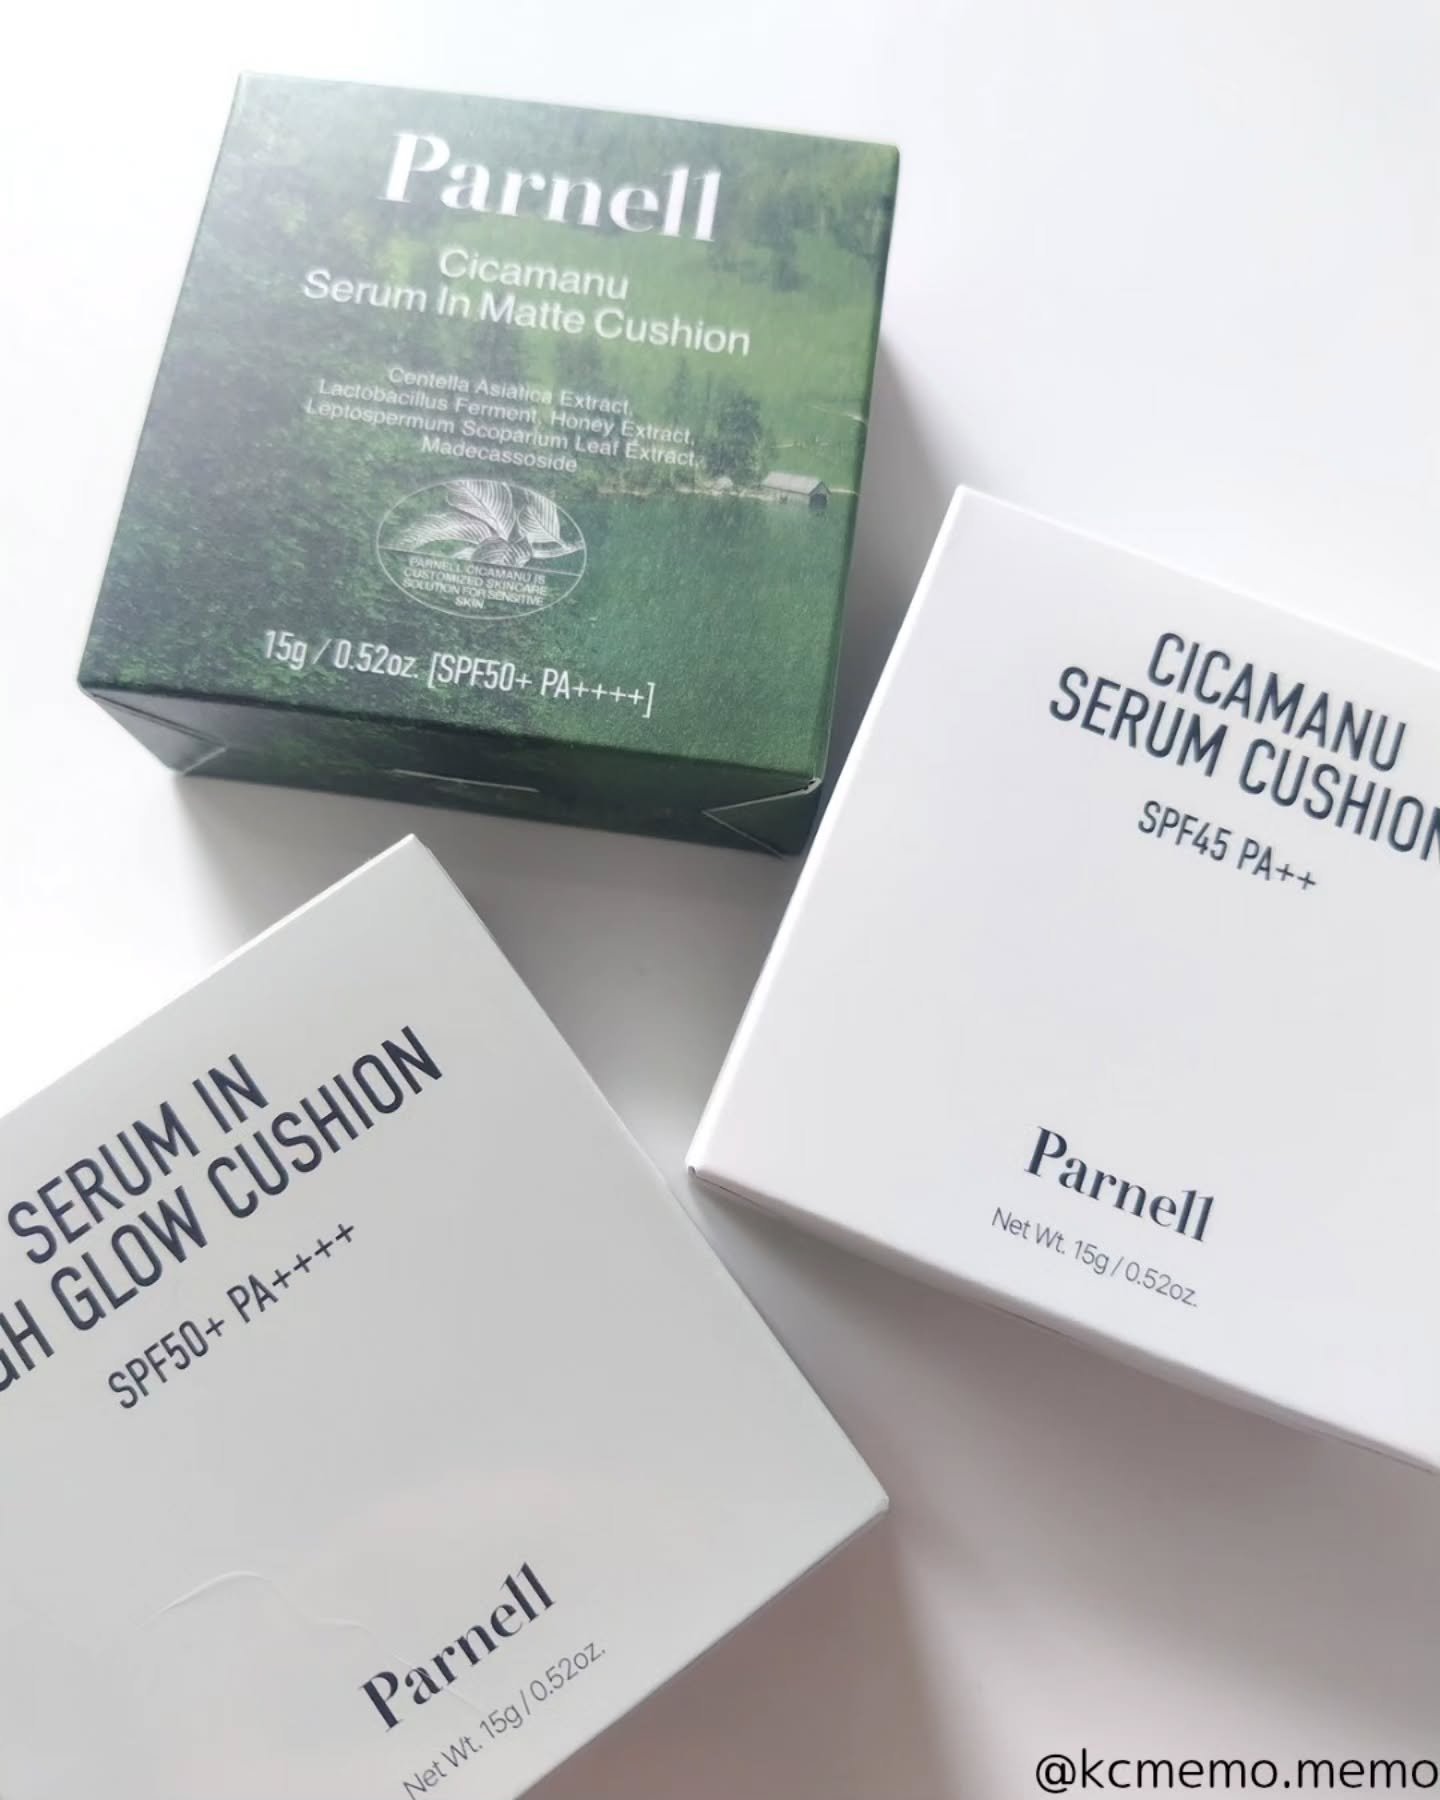 Parnell
Cicamanu
Serum In Matte Cushion
Centella Asiatica Extract,
Lactobacillus Ferment, Honey Extract,
Leptospermum Scoparium Leaf Extract,
Madecassoside
PARNELL CICAMANU IS
CUSTOMIZED SKINCARE
SOLUTION FOR SENSITIVE
SKIN
15g / 0.52oz. [SPF50+ PA++++]
CICAMANU
SERUM CUSHION
SPF45 PA++
Parnell
Net Wt. 15g / 0.52oz.
SERUM IN
GH GLOW CUSHION
SPF50+ PA++++
Parnell
Net Wt. 15g / 0.52oz.
@kcmemo.memo